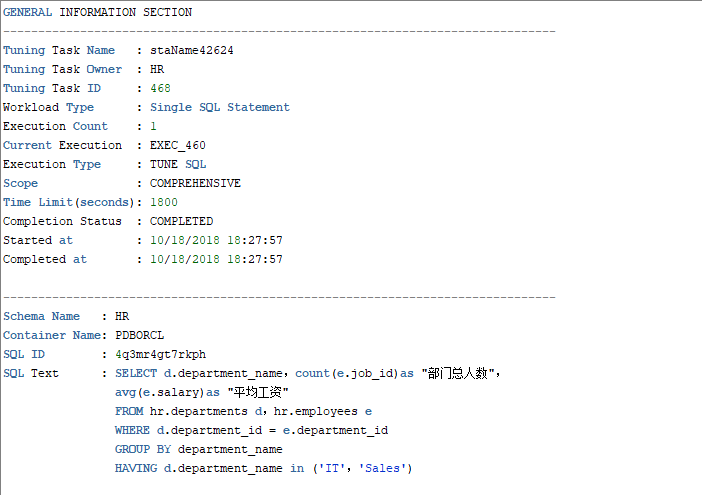 GENERAL INFORMATION SECTION
-------------------------------------------------------------------------------
Tuning Task Name   : staName42624
Tuning Task Owner  : HR
Tuning Task ID     : 468
Workload Type      : Single SQL Statement
Execution Count    : 1
Current Execution  : EXEC_460
Execution Type     : TUNE SQL
Scope              : COMPREHENSIVE
Time Limit(seconds): 1800
Completion Status  : COMPLETED
Started at         : 10/18/2018 18:27:57
Completed at       : 10/18/2018 18:27:57
-------------------------------------------------------------------------------
Schema Name   : HR
Container Name: PDBORCL
SQL ID        : 4q3mr4gt7rkph
SQL Text      : SELECT d.department_name，count(e.job_id)as "部门总人数"，
                avg(e.salary)as "平均工资"
                FROM hr.departments d，hr.employees e
                WHERE d.department_id = e.department_id
                GROUP BY department_name
                HAVING d.department_name in ('IT'，'Sales')